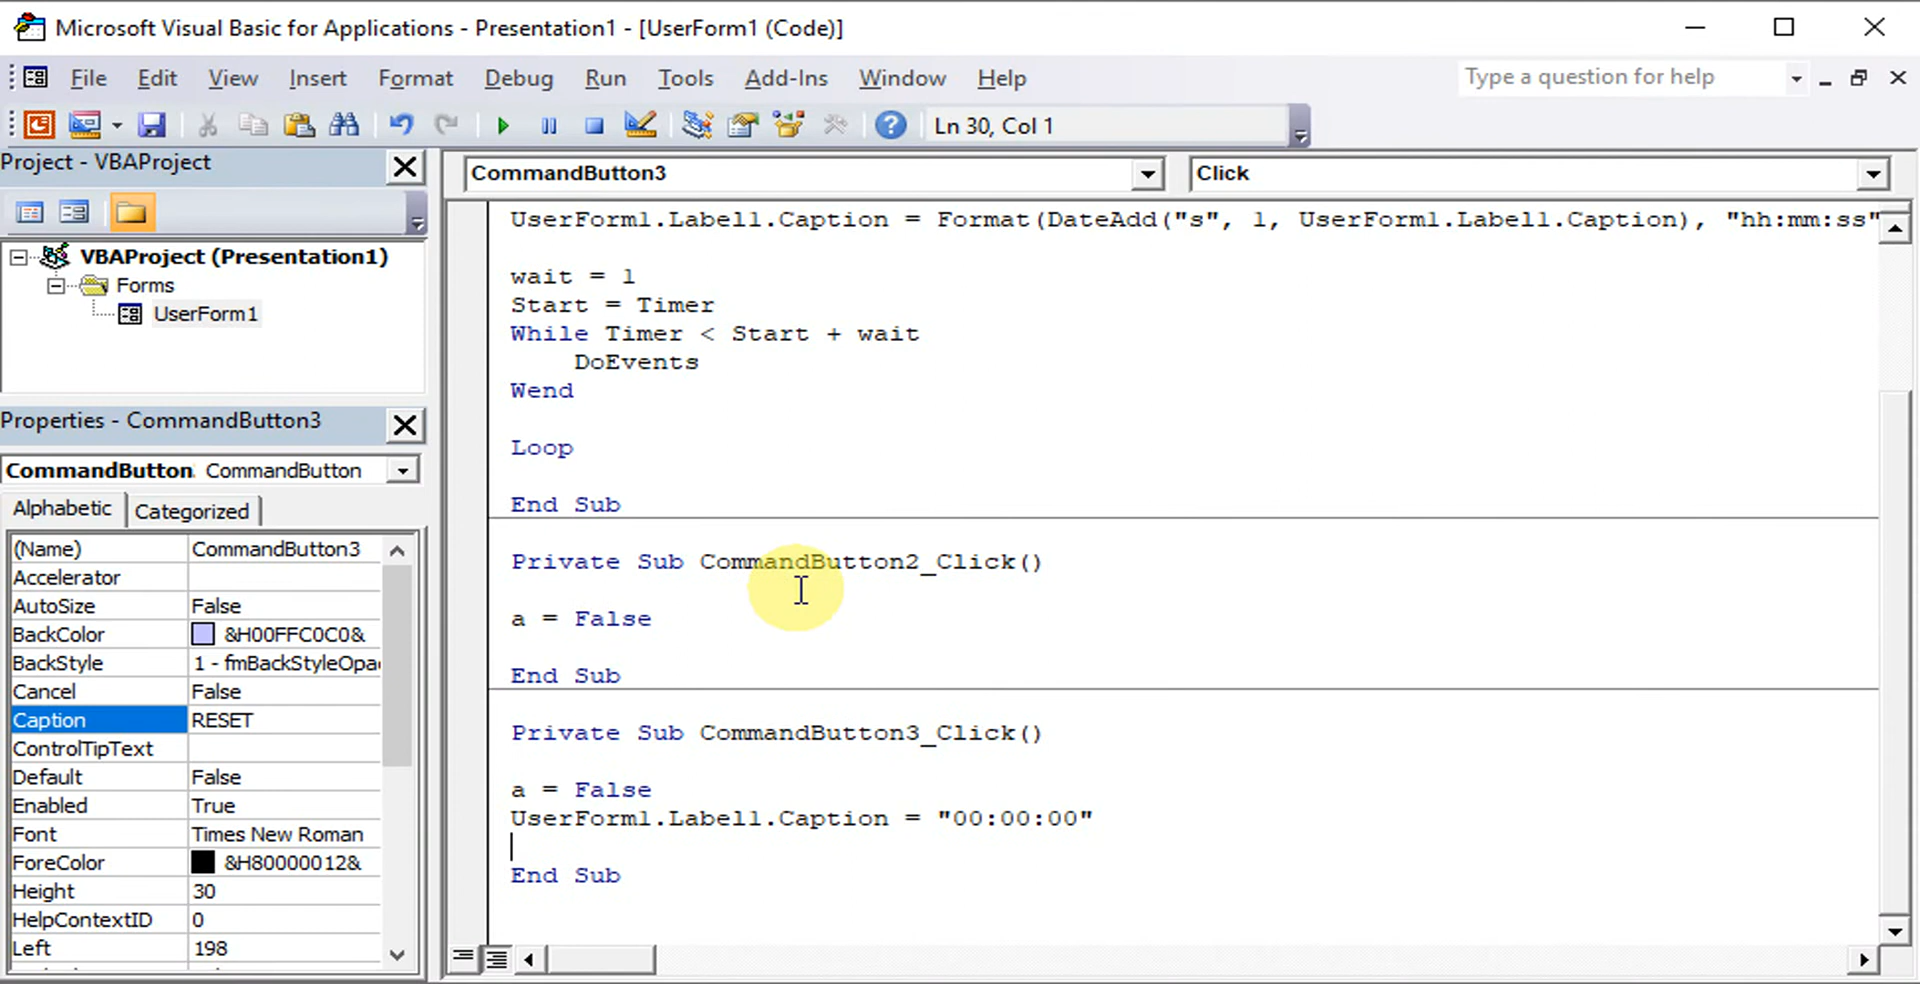 Microsoft Visual Basic for Applications - Presentation1 - [UserForm1 (Code)]
File Edit View Insert Format Debug Run Tools Add-Ins Window Help
Type a question for help
Ln 30, Col 1
Project - VBAProject
VBAProject (Presentation1)
Forms
UserForm1
Properties - CommandButton3
CommandButton CommandButton
Alphabetic Categorized
(Name) CommandButton3
Accelerator
AutoSize False
BackColor &H00FFC0C0&
BackStyle 1 - fmBackStyleOpa
Cancel False
Caption RESET
ControlTipText
Default False
Enabled True
Font Times New Roman
ForeColor &H80000012&
Height 30
HelpContextID 0
Left 198
CommandButton3 Click
UserForm1.Label1.Caption = Format(DateAdd("s", 1, UserForm1.Label1.Caption), "hh:mm:ss"
wait = 1
Start = Timer
While Timer < Start + wait
DoEvents
Wend
Loop
End Sub
Private Sub CommandButton2_Click()
a = False
End Sub
Private Sub CommandButton3_Click()
a = False
UserForm1.Label1.Caption = "00:00:00"
End Sub